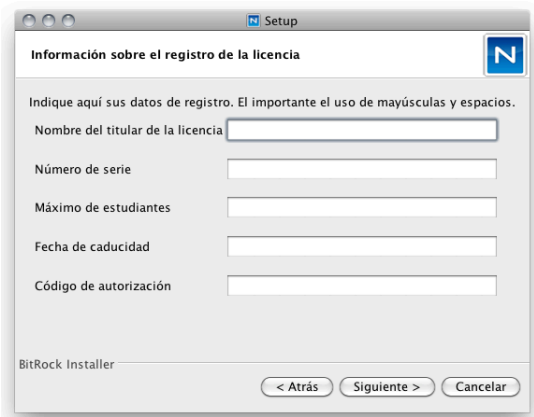 Setup
Información sobre el registro de la licencia
N
Indique aquí sus datos de registro. El importante el uso de mayúsculas y espacios.
Nombre del titular de la licencia
Número de serie
Máximo de estudiantes
Fecha de caducidad
Código de autorización
BitRock Installer
< Atrás Siguiente > Cancelar